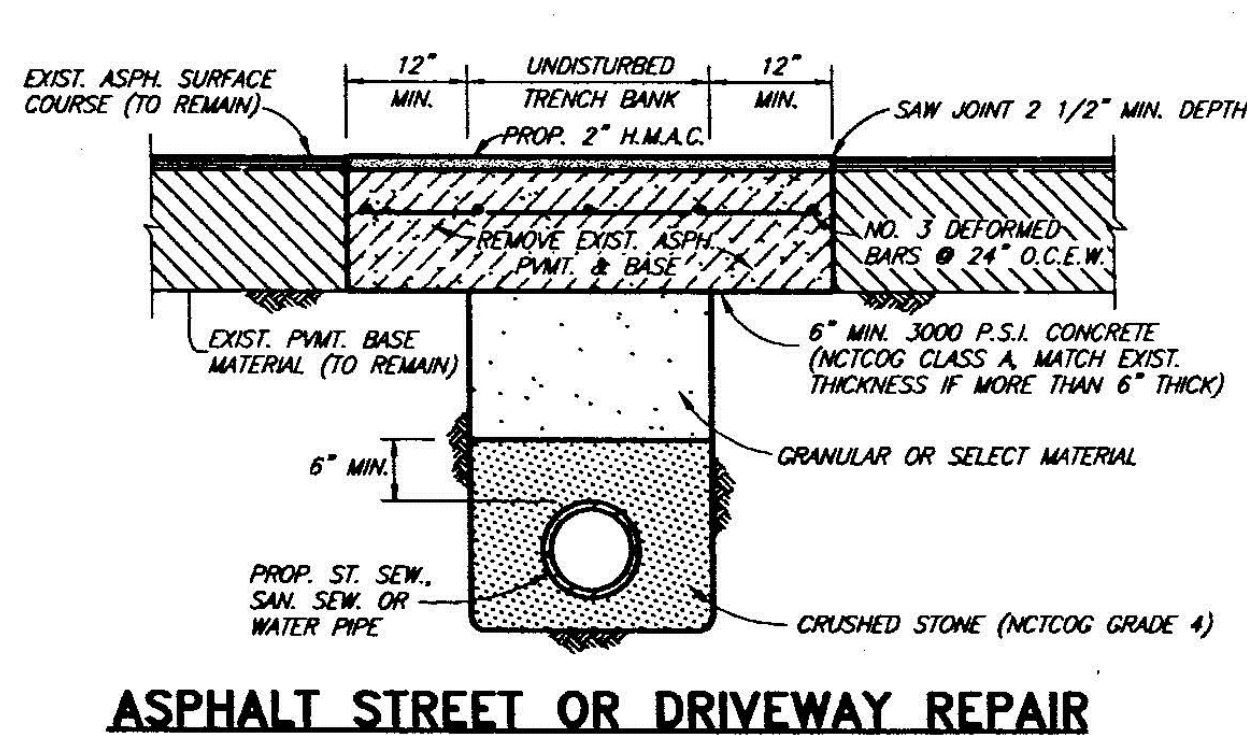 EXIST. ASPH. SURFACE
COURSE (TO REMAIN)
12"
MIN.
UNDISTURBED
TRENCH BANK
12"
MIN.
SAW JOINT 2 1/2" MIN. DEPTH
PROP. 2" H.M.A.C.
REMOVE EXIST. ASPH.
PVMT. & BASE
NO. 3 DEFORMED
BARS @ 24" O.C.E.W.
EXIST. PVMT. BASE
MATERIAL (TO REMAIN)
6" MIN. 3000 P.S.I. CONCRETE
(NCTCOG CLASS A, MATCH EXIST.
THICKNESS IF MORE THAN 6" THICK)
GRANULAR OR SELECT MATERIAL
6" MIN.
PROP. ST. SEW.,
SAN. SEW. OR
WATER PIPE
CRUSHED STONE (NCTCOG GRADE 4)
ASPHALT STREET OR DRIVEWAY REPAIR